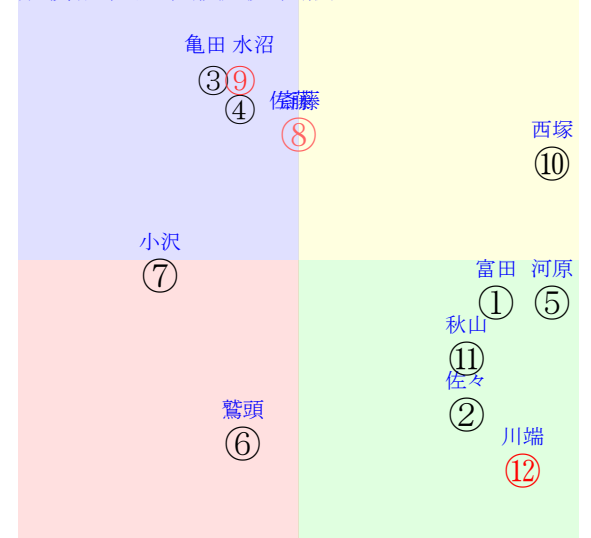 亀田 水沼
③⑨
④
⑧
西塚
⑩
小沢
⑦
富田 河原
① ⑤
秋山
⑪
佐々
②
鷲頭
⑥
川端
⑫